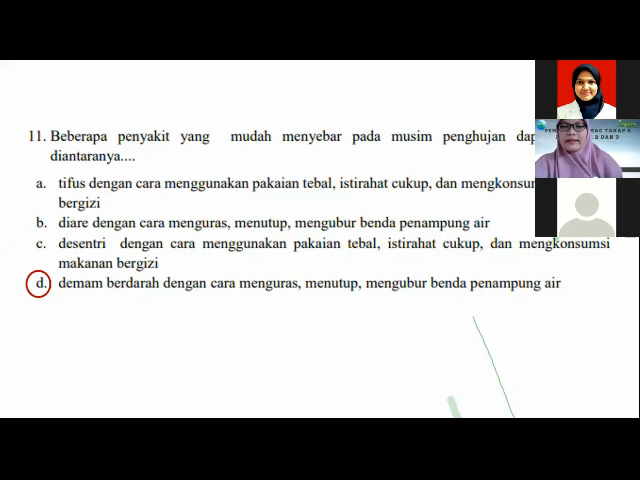 11. Beberapa penyakit yang mudah menyebar pada musim penghujan
diantaranya....
a. tifus dengan cara menggunakan pakaian tebal, istirahat cukup, dan
bergizi
b. diare dengan cara menguras, menutup, mengubur benda penampung air
c. desentri dengan cara menggunakan pakaian tebal, istirahat cukup, dan mengkonsumsi
makanan bergizi
d. demam berdarah dengan cara menguras, menutup, mengubur benda penampung air